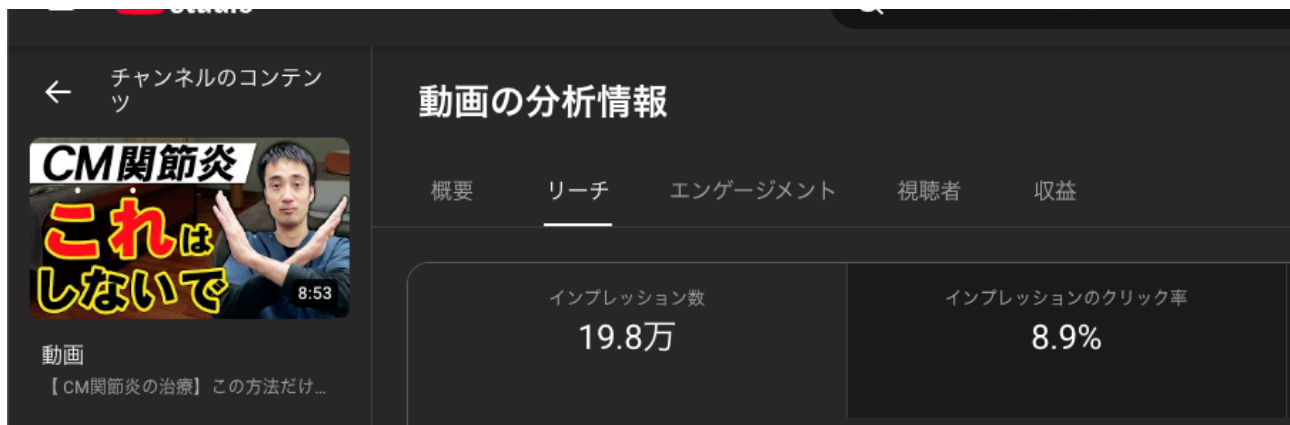 チャンネルのコンテン
ツ
CM関節炎
これは
しないで
8:53
動画
【 CM関節炎の治療】この方法だけ...
動画の分析情報
概要 リーチ エンゲージメント 視聴者 収益
インプレッション数
19.8万
インプレッションのクリック率
8.9%